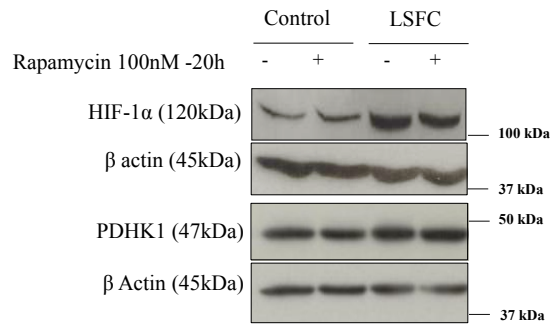 Control LSFC
Rapamycin 100nM -20h - + - +
HIF-1α (120kDa)
100 kDa
β actin (45kDa)
37 kDa
50 kDa
PDHK1 (47kDa)
β Actin (45kDa)
37 kDa